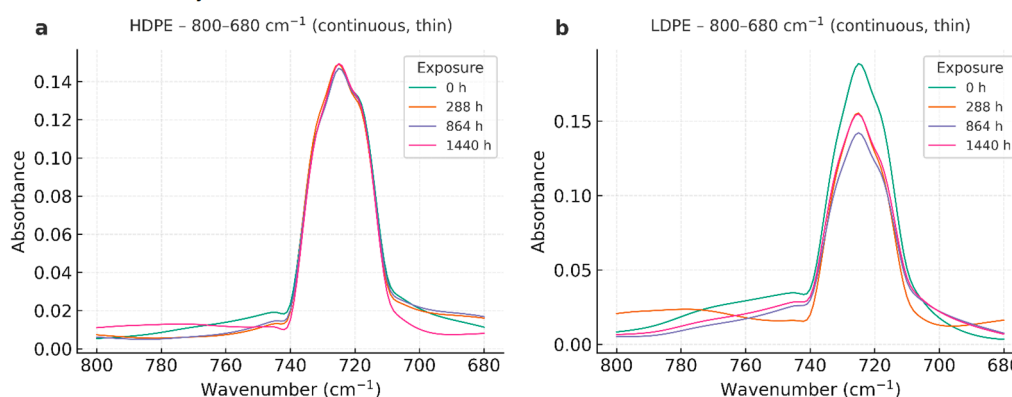 a
HDPE – 800–680 cm⁻¹ (continuous, thin)
Absorbance
0.14
0.12
0.10
0.08
0.06
0.04
0.02
0.00
Exposure
0 h
288 h
864 h
1440 h
800
780
760
740
720
700
680
Wavenumber (cm⁻¹)
b
LDPE – 800–680 cm⁻¹ (continuous, thin)
Absorbance
0.15
0.10
0.05
0.00
Exposure
0 h
288 h
864 h
1440 h
800
780
760
740
720
700
Wavenumber (cm⁻¹)